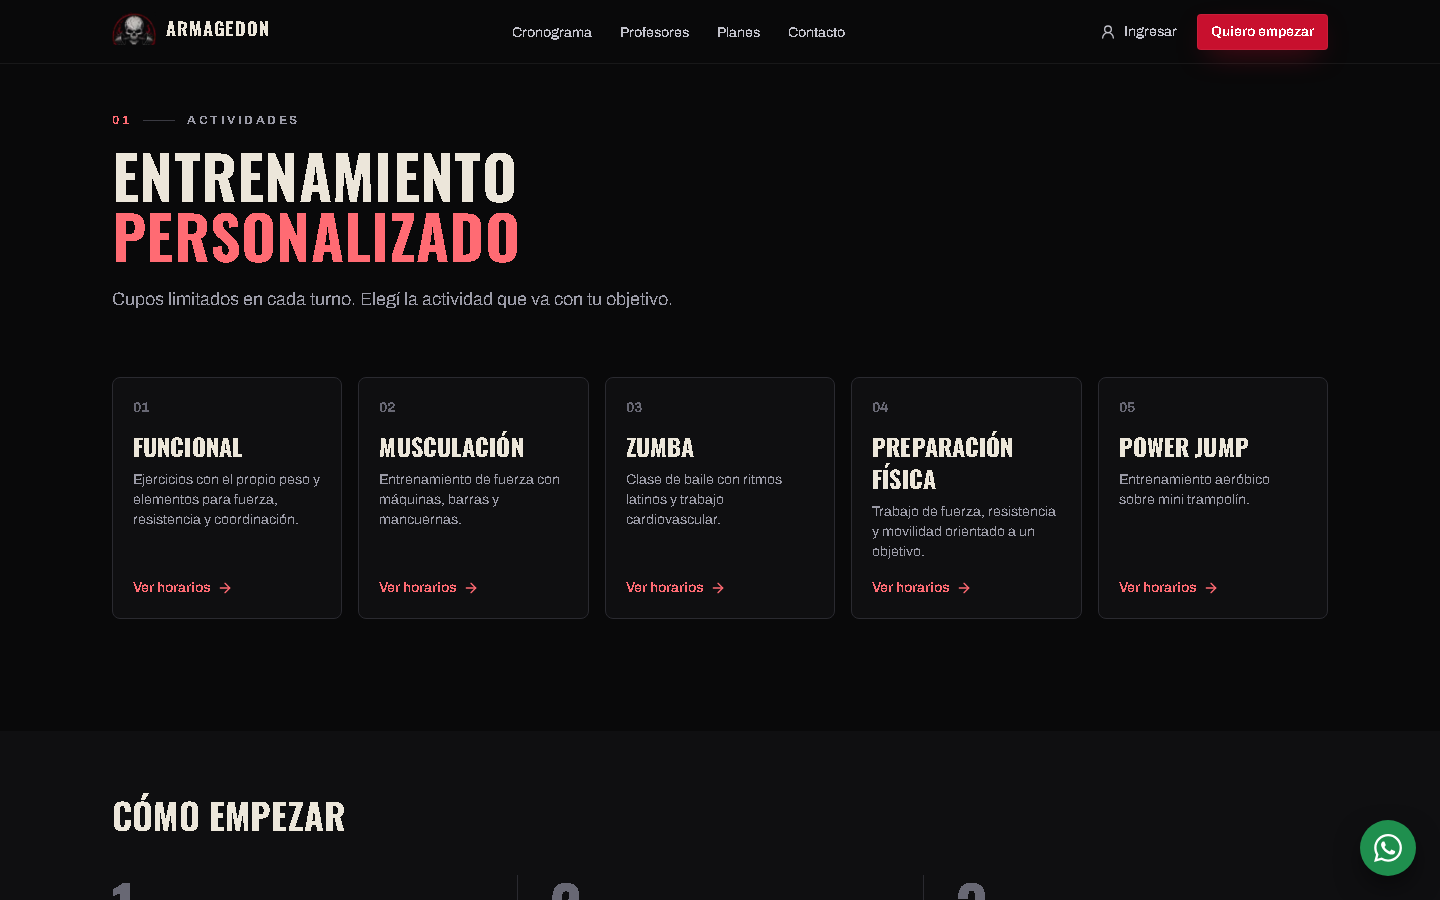 ARMAGEDON
Cronograma
Profesores
Planes
Contacto
Ingresar
Quiero empezar
01
ACTIVIDADES
ENTRENAMIENTO
PERSONALIZADO
Cupos limitados en cada turno. Elegí la actividad que va con tu objetivo.
01
FUNCIONAL
Ejercicios con el propio peso y
elementos para fuerza,
resistencia y coordinación.
Ver horarios
02
MUSCULACIÓN
Entrenamiento de fuerza con
máquinas, barras y
mancuernas.
Ver horarios
03
ZUMBA
Clase de baile con ritmos
latinos y trabajo
cardiovascular.
Ver horarios
04
PREPARACIÓN
FÍSICA
Trabajo de fuerza, resistencia
y movilidad orientado a un
objetivo.
Ver horarios
05
POWER JUMP
Entrenamiento aeróbico
sobre mini trampolín.
Ver horarios
CÓMO EMPEZAR